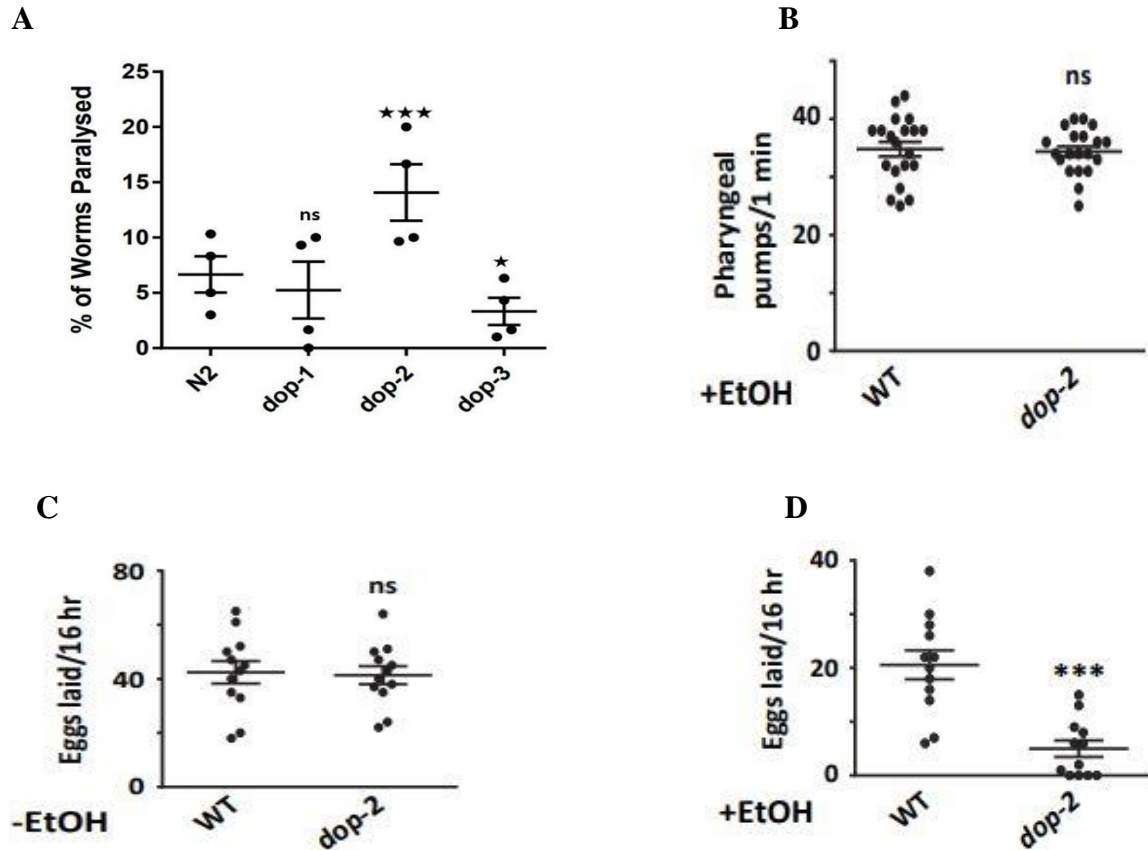 A
B
% of Worms Paralysed
25
20
15
10
5
0
ns
★★★
★
N2
dop-1
dop-2
dop-3
Pharyngeal
pumps/1 min
40
20
0
ns
+EtOH
WT
dop-2
C
D
Eggs laid/16 hr
80
40
0
ns
-EtOH
WT
dop-2
Eggs laid/16 hr
40
20
0
***
+EtOH
WT
dop-2